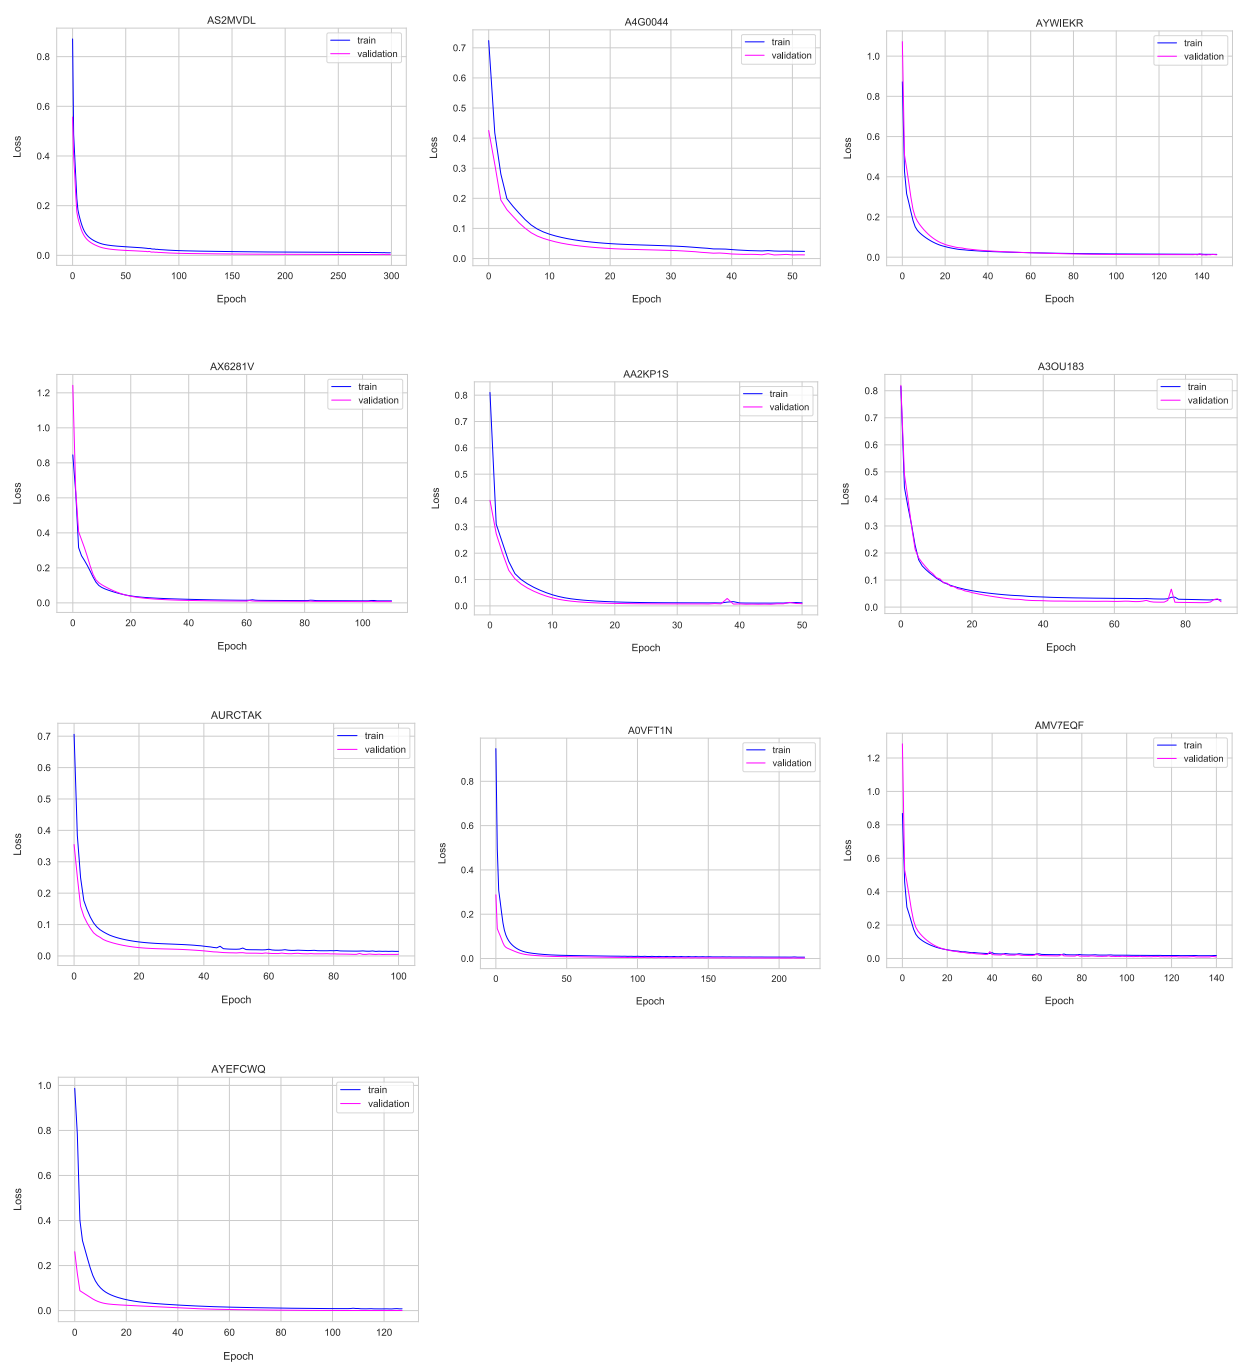 AS2MVDL
train
validation
Loss
0.8
0.6
0.4
0.2
0.0
0 50 100 150 200 250 300
Epoch
A4G0044
train
validation
Loss
0.7
0.6
0.5
0.4
0.3
0.2
0.1
0.0
0 10 20 30 40 50
Epoch
AYWIEKR
train
validation
Loss
1.0
0.8
0.6
0.4
0.2
0.0
0 20 40 60 80 100 120 140
Epoch
AX6281V
train
validation
Loss
1.2
1.0
0.8
0.6
0.4
0.2
0.0
0 20 40 60 80 100
Epoch
AA2KP1S
train
validation
Loss
0.8
0.7
0.6
0.5
0.4
0.3
0.2
0.1
0.0
0 10 20 30 40 50
Epoch
A3OU183
train
validation
Loss
0.8
0.7
0.6
0.5
0.4
0.3
0.2
0.1
0.0
0 20 40 60 80
Epoch
AURCTAK
train
validation
Loss
0.7
0.6
0.5
0.4
0.3
0.2
0.1
0.0
0 20 40 60 80 100
Epoch
A0VFT1N
train
validation
Loss
0.8
0.6
0.4
0.2
0.0
0 50 100 150 200
Epoch
AMV7EQF
train
validation
Loss
1.2
1.0
0.8
0.6
0.4
0.2
0.0
0 20 40 60 80 100 120 140
Epoch
AYEFCWQ
train
validation
Loss
1.0
0.8
0.6
0.4
0.2
0.0
0 20 40 60 80 100 120
Epoch